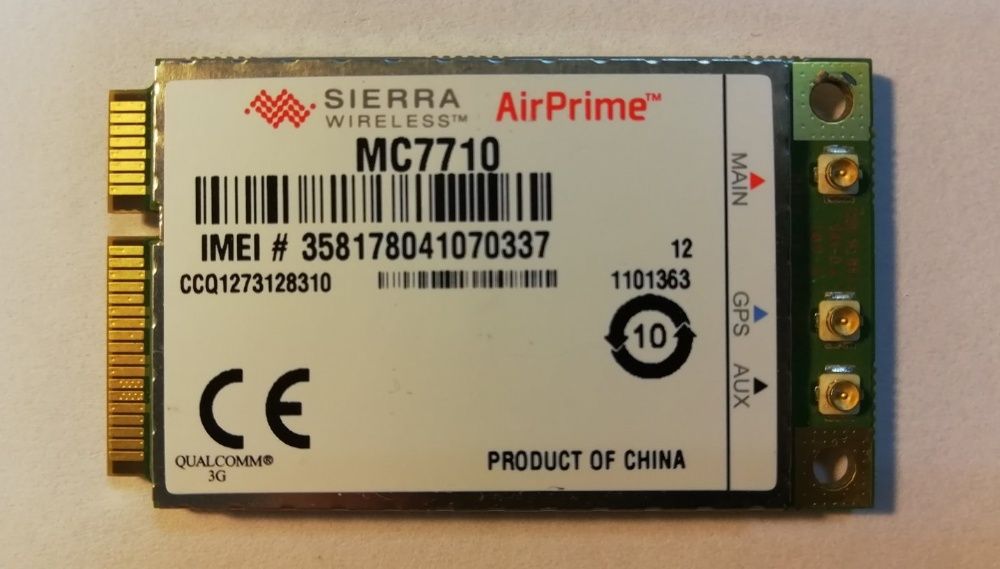 SIERRA
WIRELESS™
AirPrime™
MC7710
IMEI # 358178041070337
12
CCQ1273128310
1101363
10
CE
QUALCOMM®
3G
PRODUCT OF CHINA
MAIN
GPS
AUX